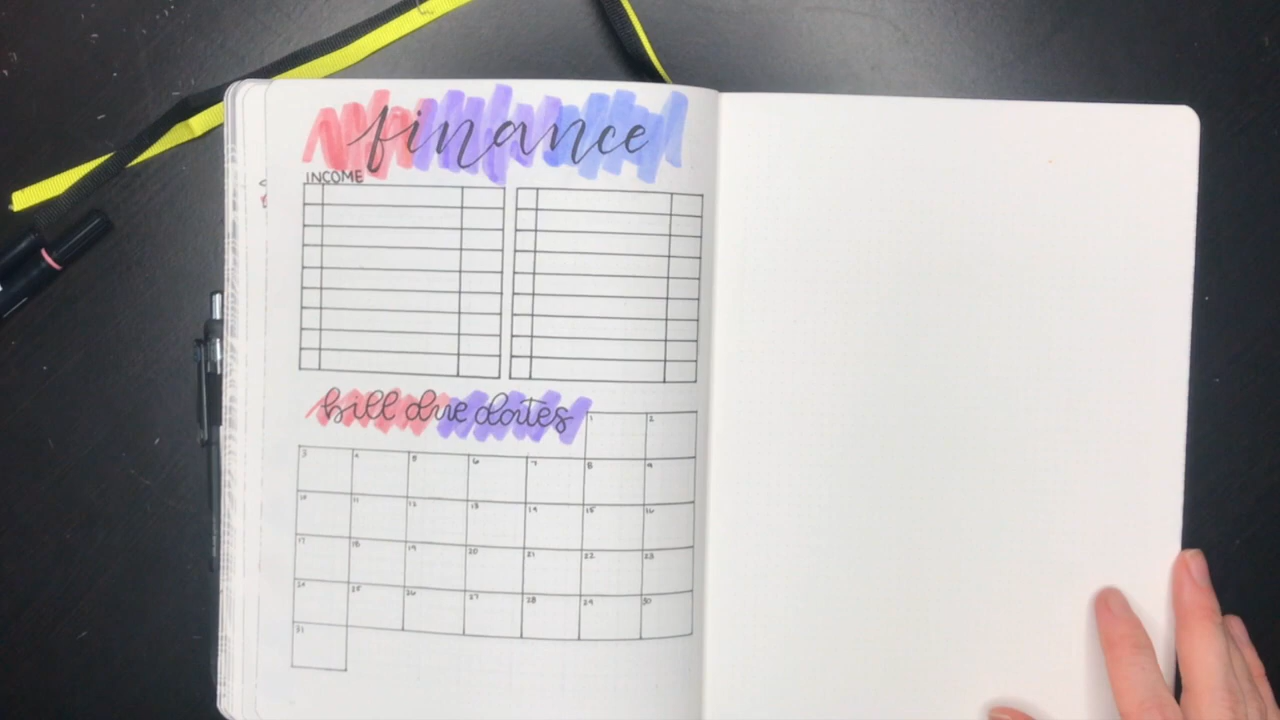 finance
INCOME
bill due dates
1 2
3 4 5 6 7 8 9
10 11 12 13 14 15 16
17 18 19 20 21 22 23
24 25 26 27 28 29 30
31